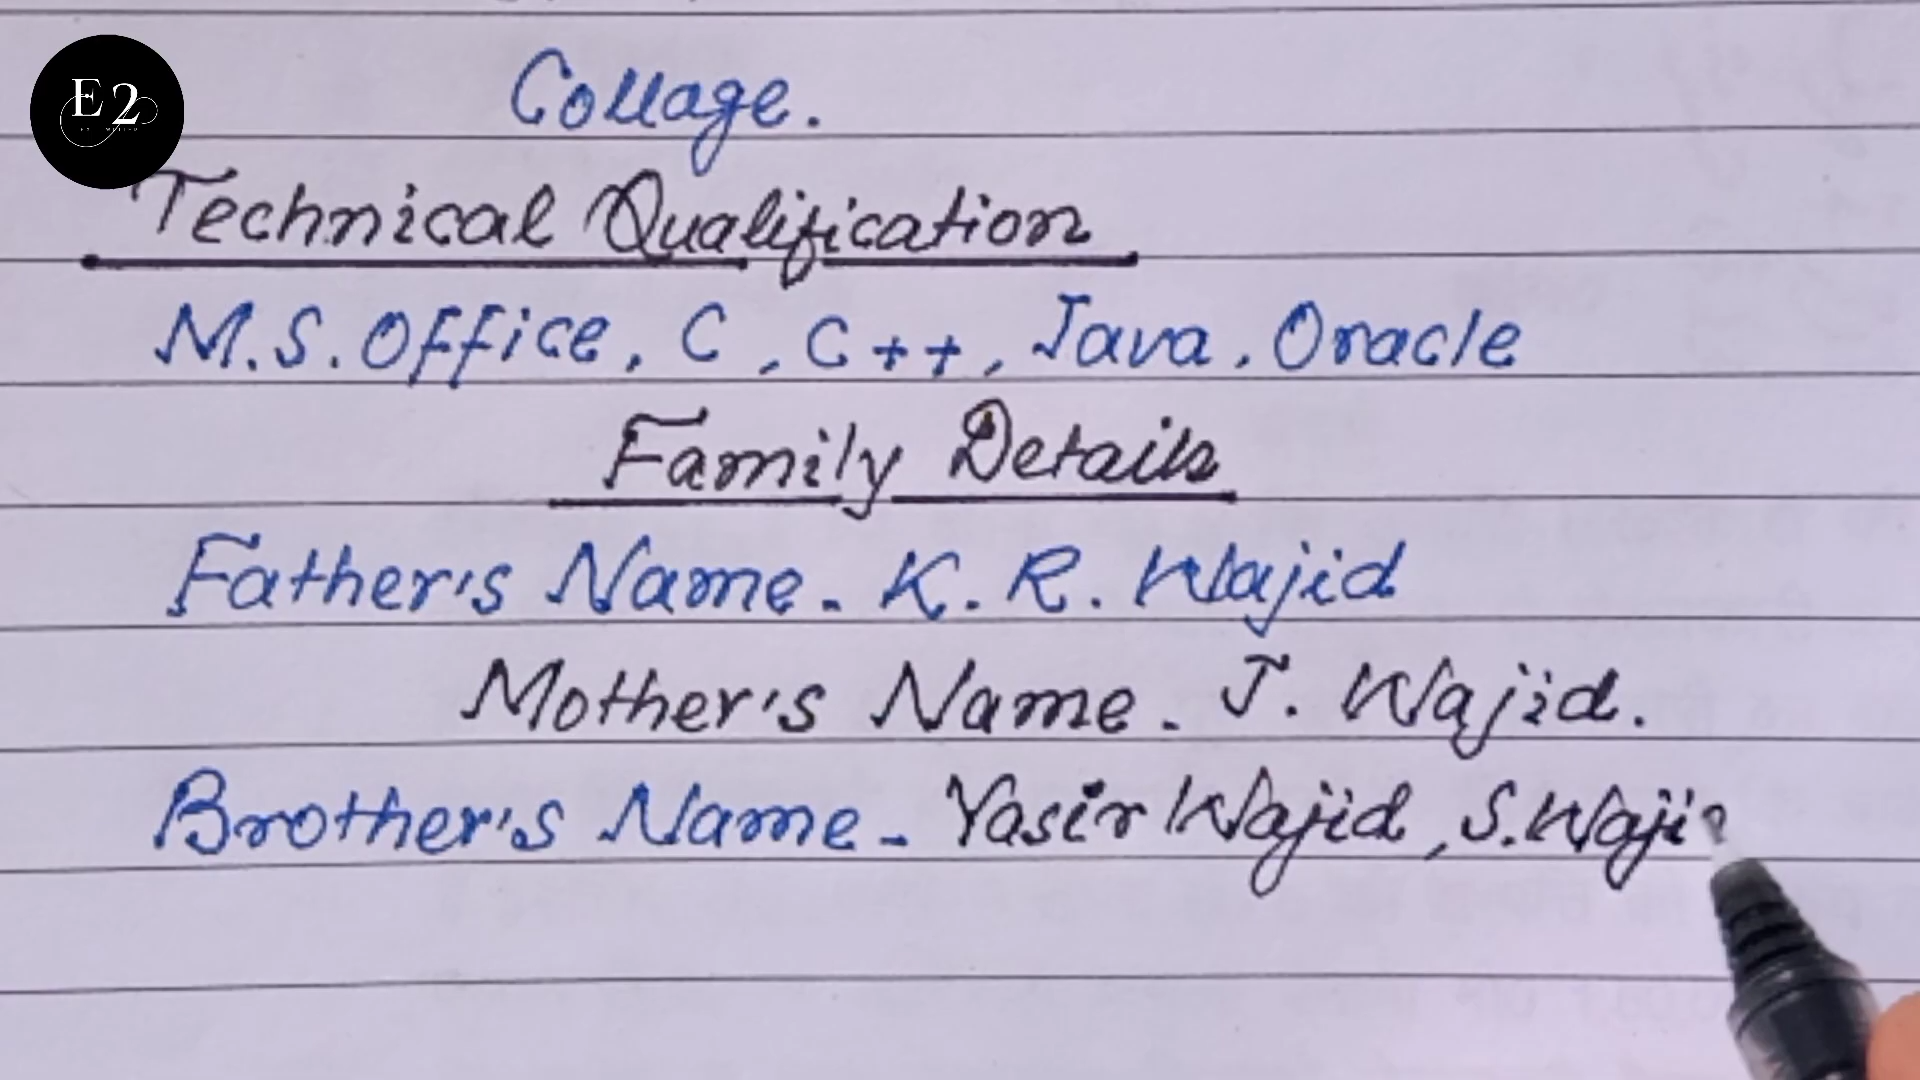 E2
Collage.
Technical Qualification
M.S. Office, C, C++, Java, Oracle
Family Details
Father's Name - K. R. Wajid
Mother's Name - J. Wajid.
Brother's Name - Yasir Wajid, S. Waji